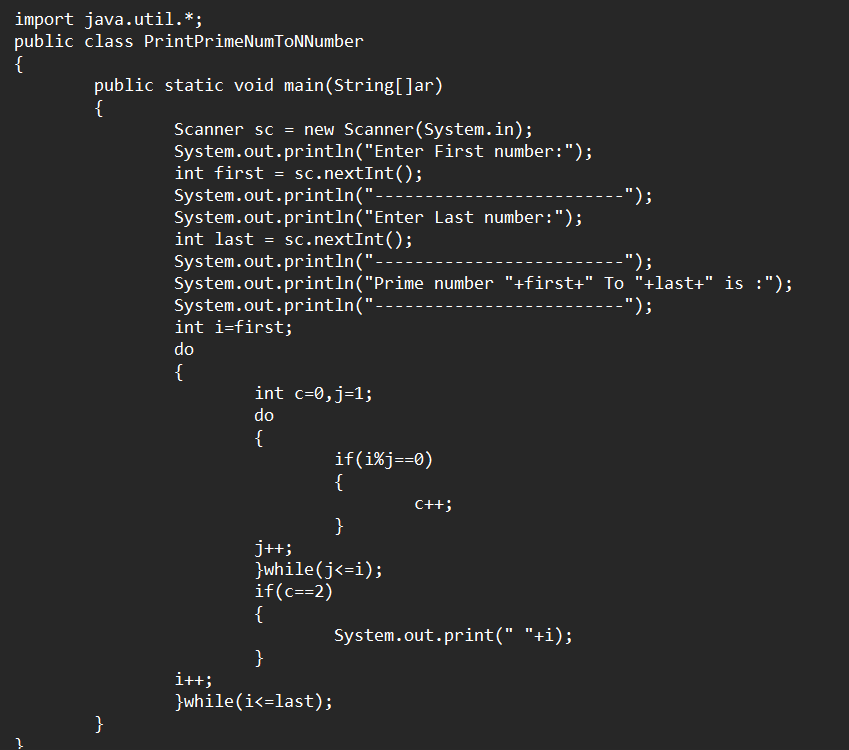 import java.util.*;
public class PrintPrimeNumToNNumber
{
        public static void main(String[]ar)
        {
                Scanner sc = new Scanner(System.in);
                System.out.println("Enter First number:");
                int first = sc.nextInt();
                System.out.println("-------------------------");
                System.out.println("Enter Last number:");
                int last = sc.nextInt();
                System.out.println("-------------------------");
                System.out.println("Prime number "+first+" To "+last+" is :");
                System.out.println("-------------------------");
                int i=first;
                do
                {
                        int c=0,j=1;
                        do
                        {
                                if(i%j==0)
                                {
                                        c++;
                                }
                        j++;
                        }while(j<=i);
                        if(c==2)
                        {
                                System.out.print(" "+i);
                        }
                i++;
                }while(i<=last);
        }
}